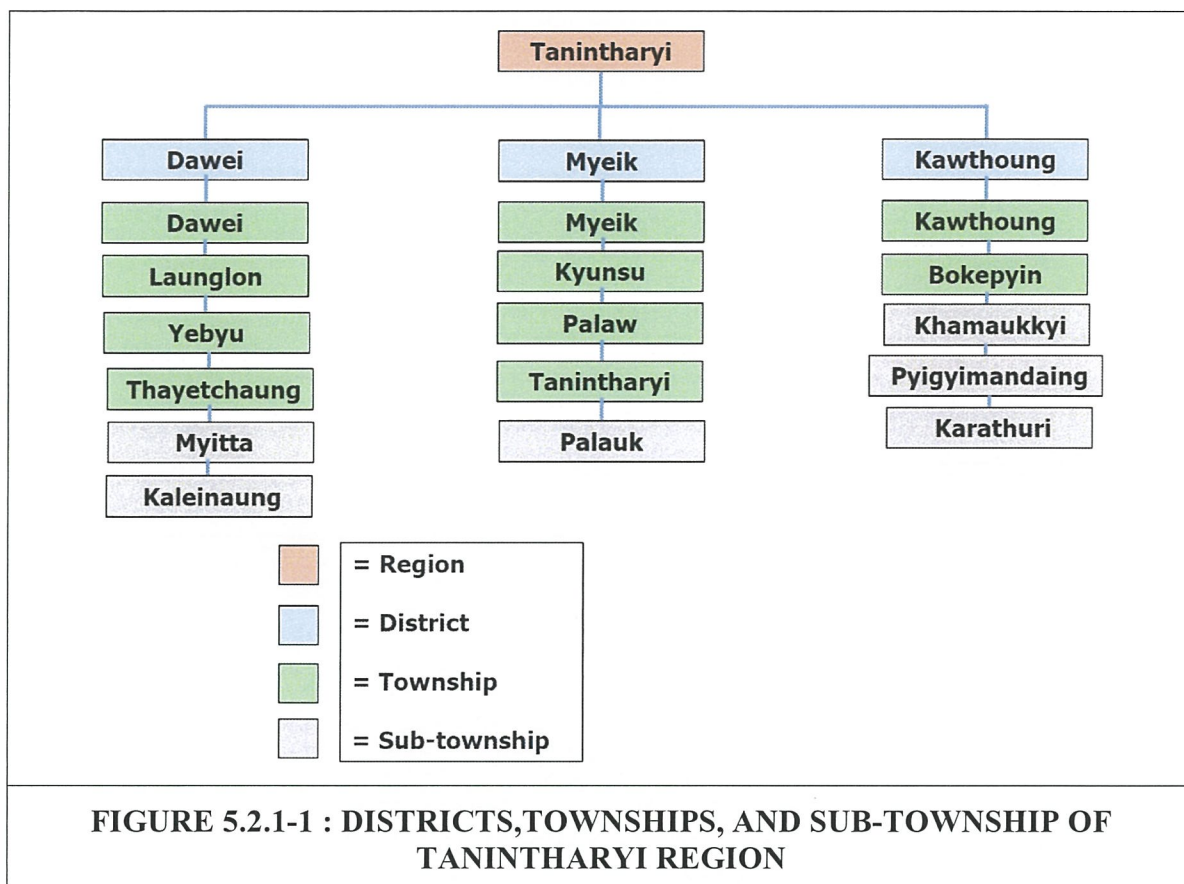 Tanintharyi
Dawei
Dawei
Launglon
Yebyu
Thayetchaung
Myitta
Kaleinaung
Myeik
Myeik
Kyunsu
Palaw
Tanintharyi
Palauk
Kawthoung
Kawthoung
Bokepyin
Khamaukkyi
Pyigyimandaing
Karathuri
= Region
= District
= Township
= Sub-township
FIGURE 5.2.1-1 : DISTRICTS,TOWNSHIPS, AND SUB-TOWNSHIP OF
TANINTHARYI REGION